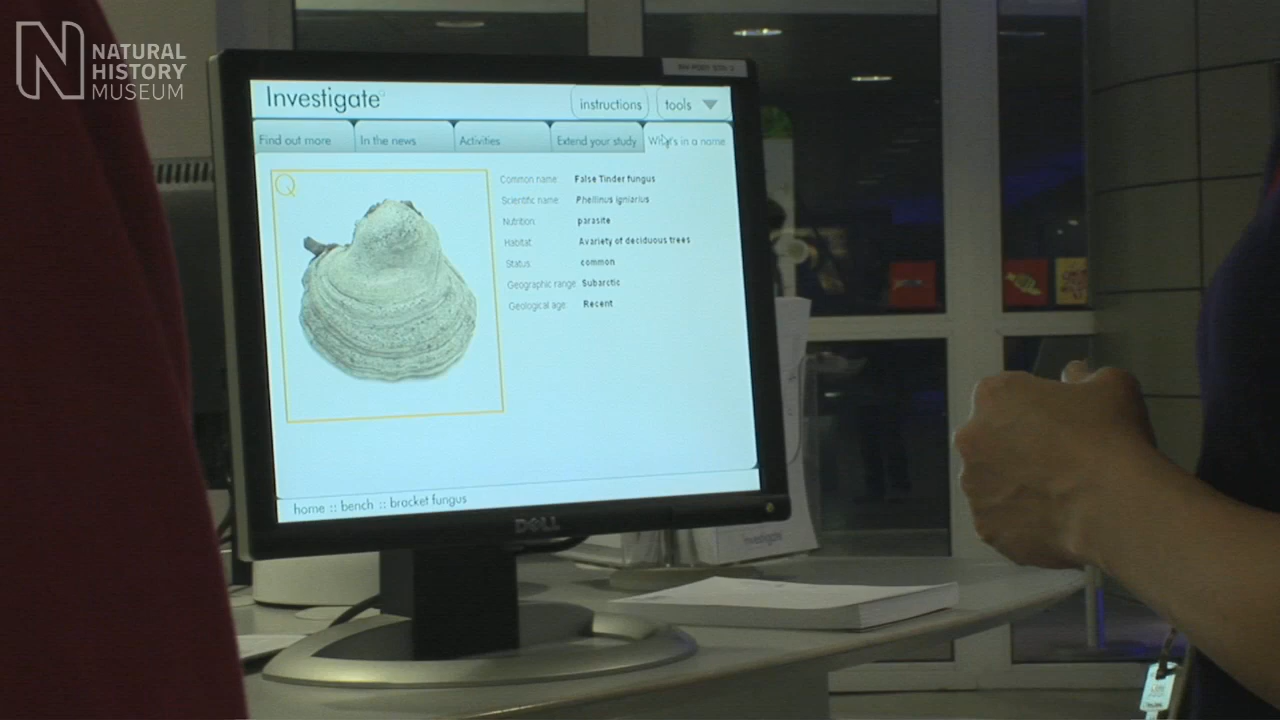 NATURAL
HISTORY
MUSEUM
Investigate
instructions
tools
Find out more
In the news
Activities
Extend your study
What's in a name
Common name: False Tinder fungus
Scientific name: Phellinus igniarius
Nutrition: parasite
Habitat: A variety of deciduous trees
Status: common
Geographic range: Subarctic
Geological age: Recent
home :: bench :: bracket fungus
DELL
investigate